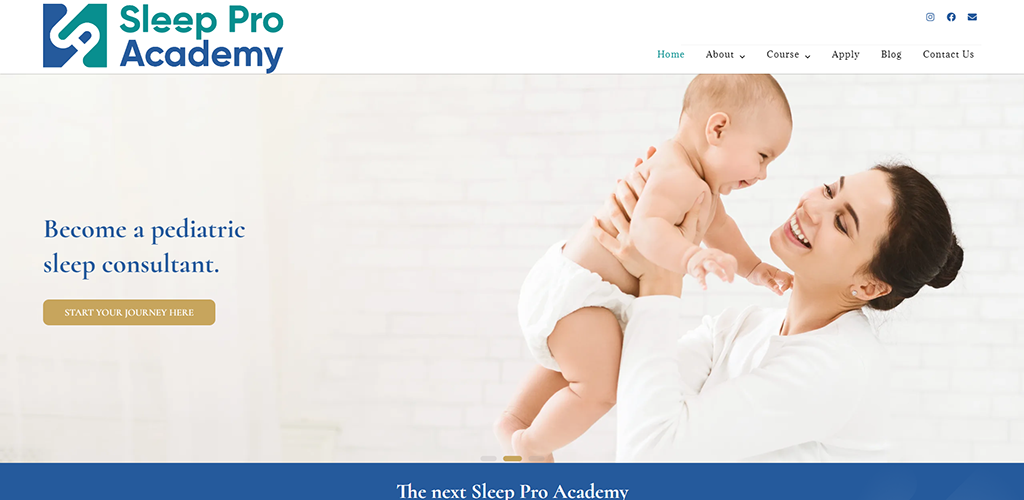 Sleep Pro
Academy
Home About Course Apply Blog Contact Us
Become a pediatric
sleep consultant.
START YOUR JOURNEY HERE
The next Sleep Pro Academy